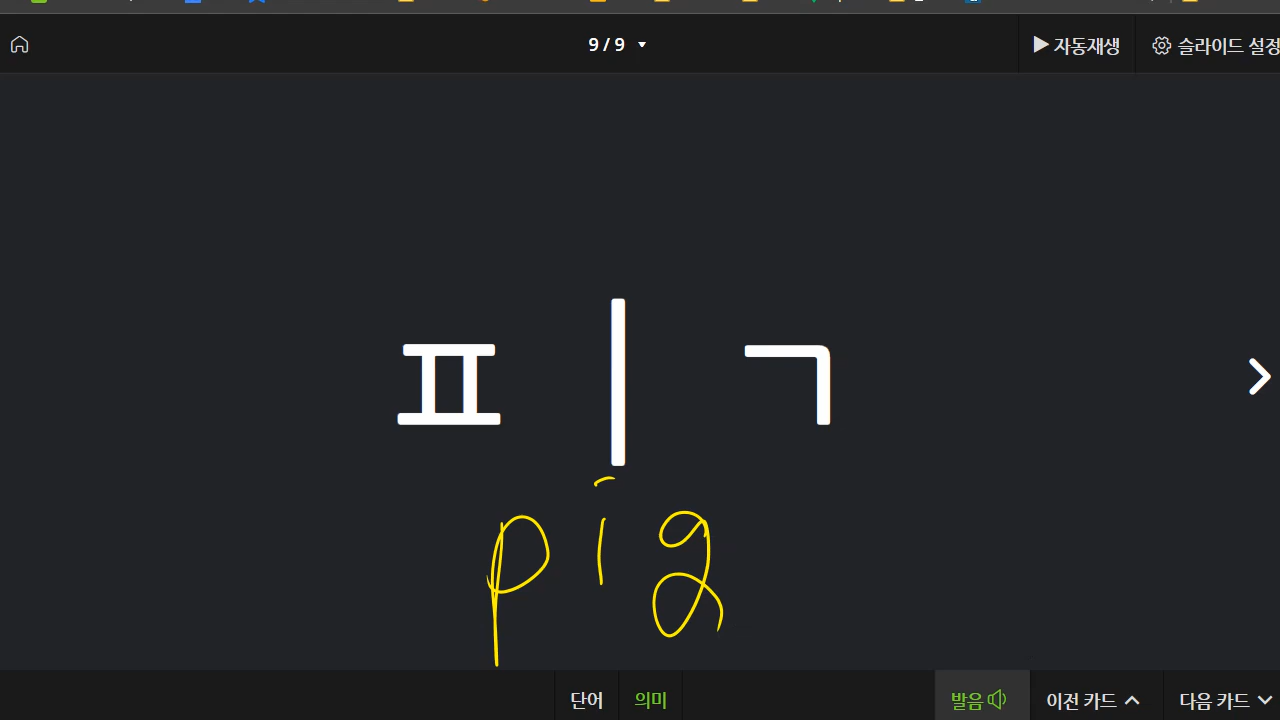 9 / 9
자동재생
슬라이드 설정
ㅍ ㅣ ㄱ
pig
단어 의미 발음 이전 카드 다음 카드